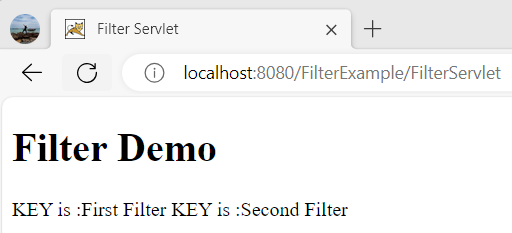 Filter Servlet
localhost:8080/FilterExample/FilterServlet
Filter Demo
KEY is :First Filter KEY is :Second Filter